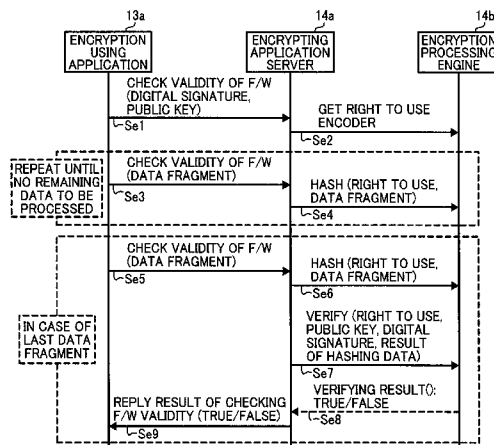 13a
14a
14b
ENCRYPTION
USING
APPLICATION
ENCRYPTING
APPLICATION
SERVER
ENCRYPTION
PROCESSING
ENGINE
CHECK VALIDITY OF F/W
(DIGITAL SIGNATURE,
PUBLIC KEY)
Se1
GET RIGHT TO USE
ENCODER
Se2
REPEAT UNTIL
NO REMAINING
DATA TO BE
PROCESSED
CHECK VALIDITY OF F/W
(DATA FRAGMENT)
Se3
HASH (RIGHT TO USE,
DATA FRAGMENT)
Se4
CHECK VALIDITY OF F/W
(DATA FRAGMENT)
Se5
HASH (RIGHT TO USE,
DATA FRAGMENT)
Se6
IN CASE OF
LAST DATA
FRAGMENT
VERIFY (RIGHT TO USE,
PUBLIC KEY, DIGITAL
SIGNATURE, RESULT
OF HASHING DATA)
Se7
VERIFYING RESULT():
TRUE/FALSE
Se8
REPLY RESULT OF CHECKING
F/W VALIDITY (TRUE/FALSE)
Se9